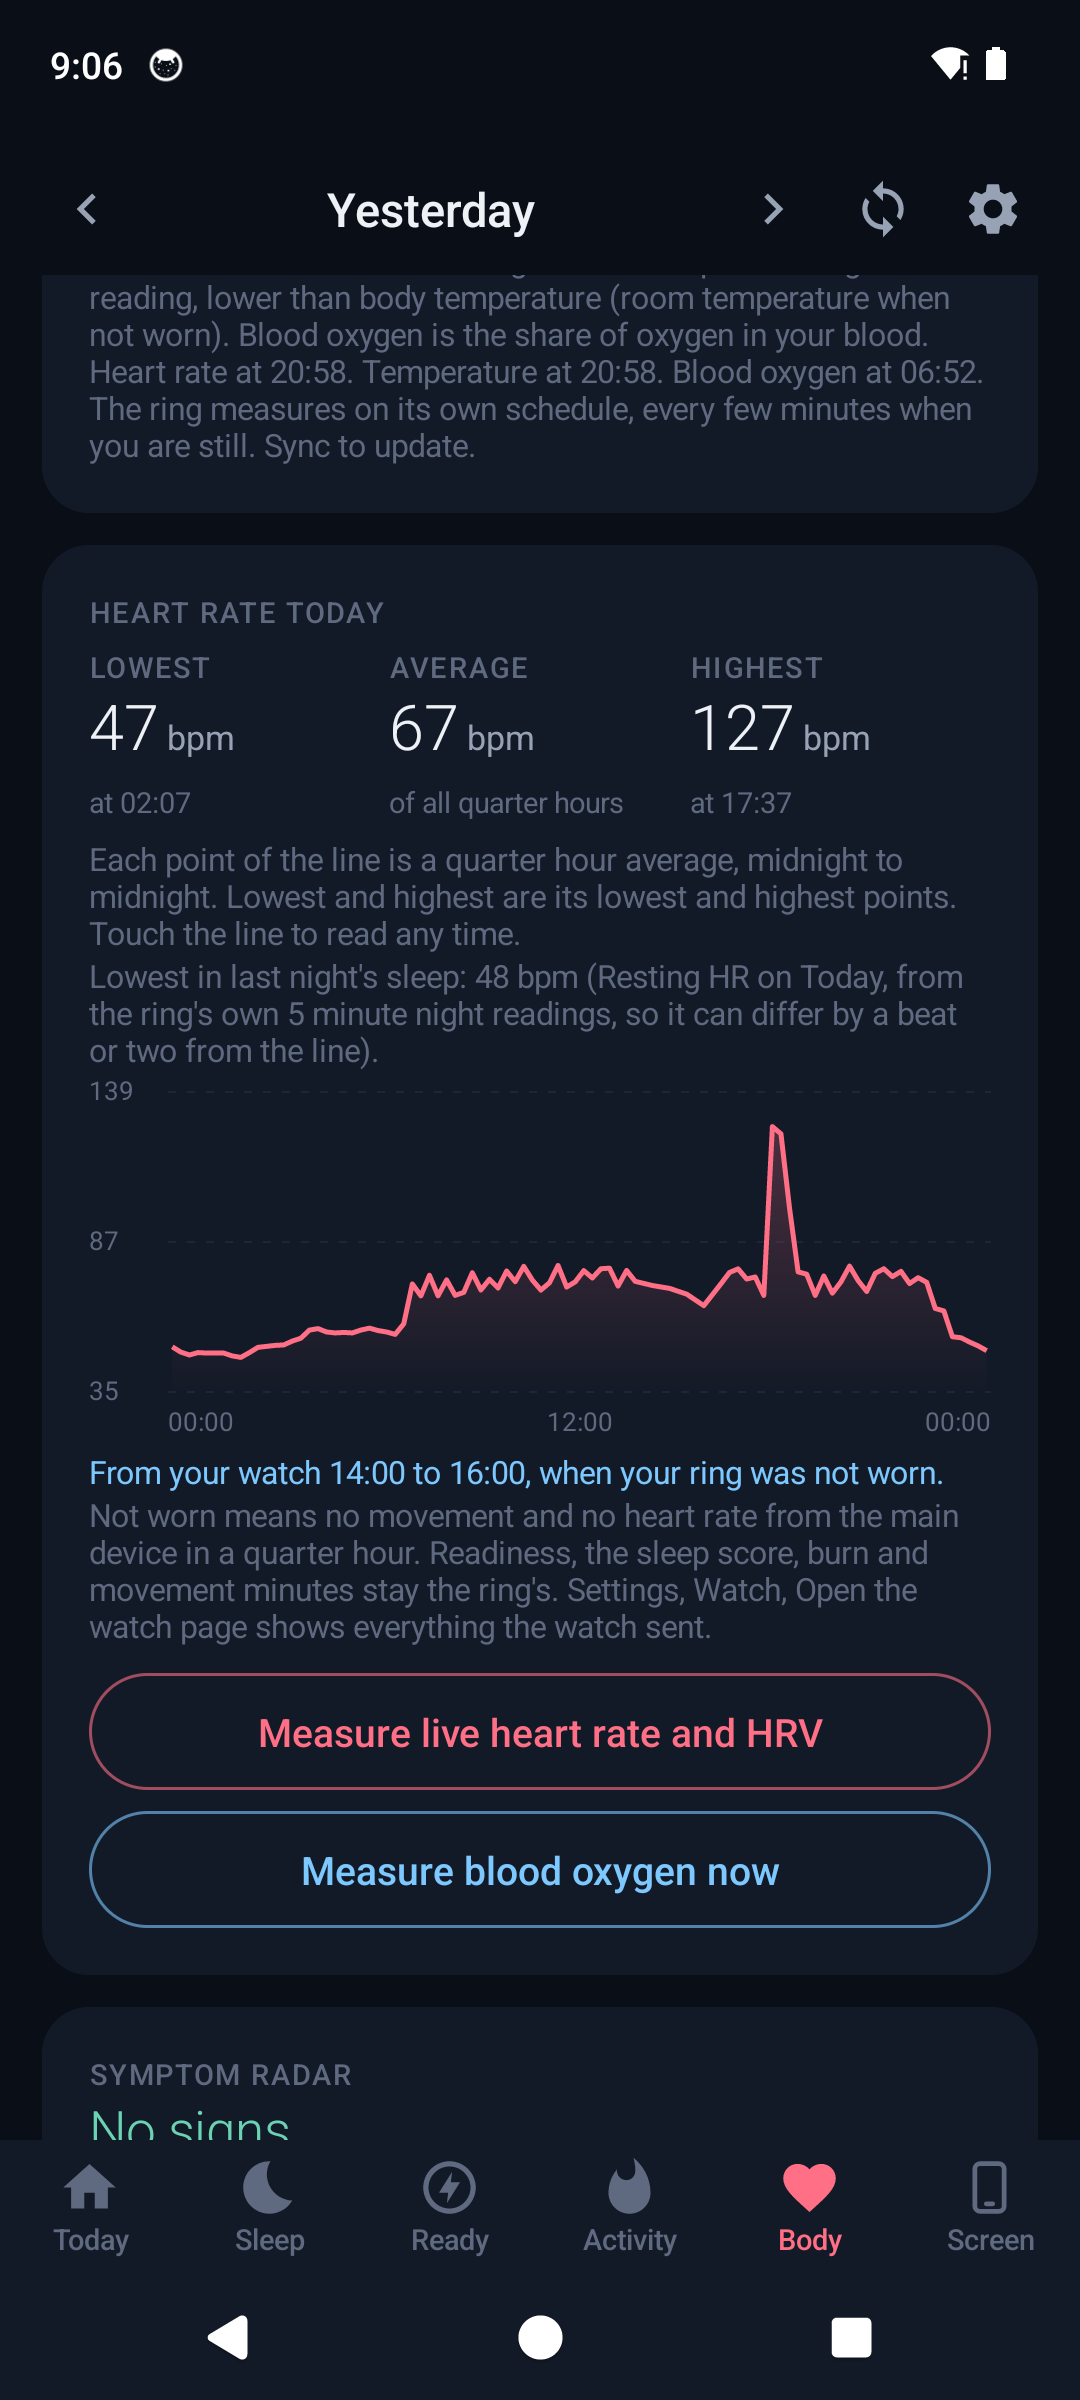 9:06
Yesterday
reading, lower than body temperature (room temperature when
not worn). Blood oxygen is the share of oxygen in your blood.
Heart rate at 20:58. Temperature at 20:58. Blood oxygen at 06:52.
The ring measures on its own schedule, every few minutes when
you are still. Sync to update.
HEART RATE TODAY
LOWEST AVERAGE HIGHEST
47 bpm 67 bpm 127 bpm
at 02:07 of all quarter hours at 17:37
Each point of the line is a quarter hour average, midnight to
midnight. Lowest and highest are its lowest and highest points.
Touch the line to read any time.
Lowest in last night's sleep: 48 bpm (Resting HR on Today, from
the ring's own 5 minute night readings, so it can differ by a beat
or two from the line).
139
87
35
00:00 12:00 00:00
From your watch 14:00 to 16:00, when your ring was not worn.
Not worn means no movement and no heart rate from the main
device in a quarter hour. Readiness, the sleep score, burn and
movement minutes stay the ring's. Settings, Watch, Open the
watch page shows everything the watch sent.
Measure live heart rate and HRV
Measure blood oxygen now
SYMPTOM RADAR
No signs
Today Sleep Ready Activity Body Screen